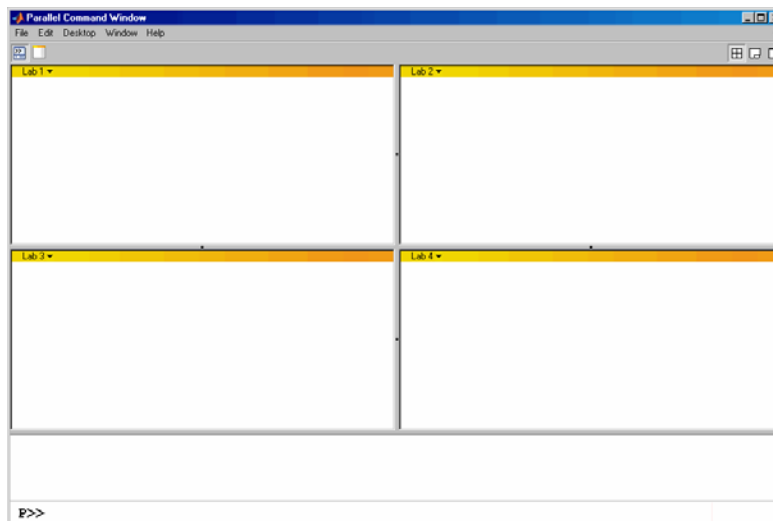 Parallel Command Window
File Edit Desktop Window Help
Lab 1
Lab 2
Lab 3
Lab 4
P>>